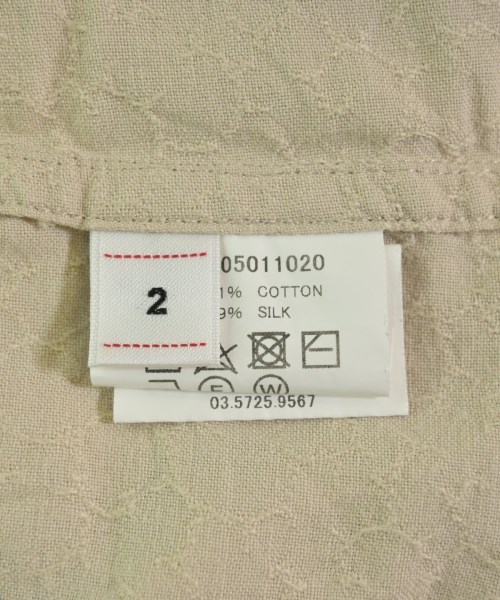 2
05011020
1% COTTON
9% SILK
F W
03.5725.9567